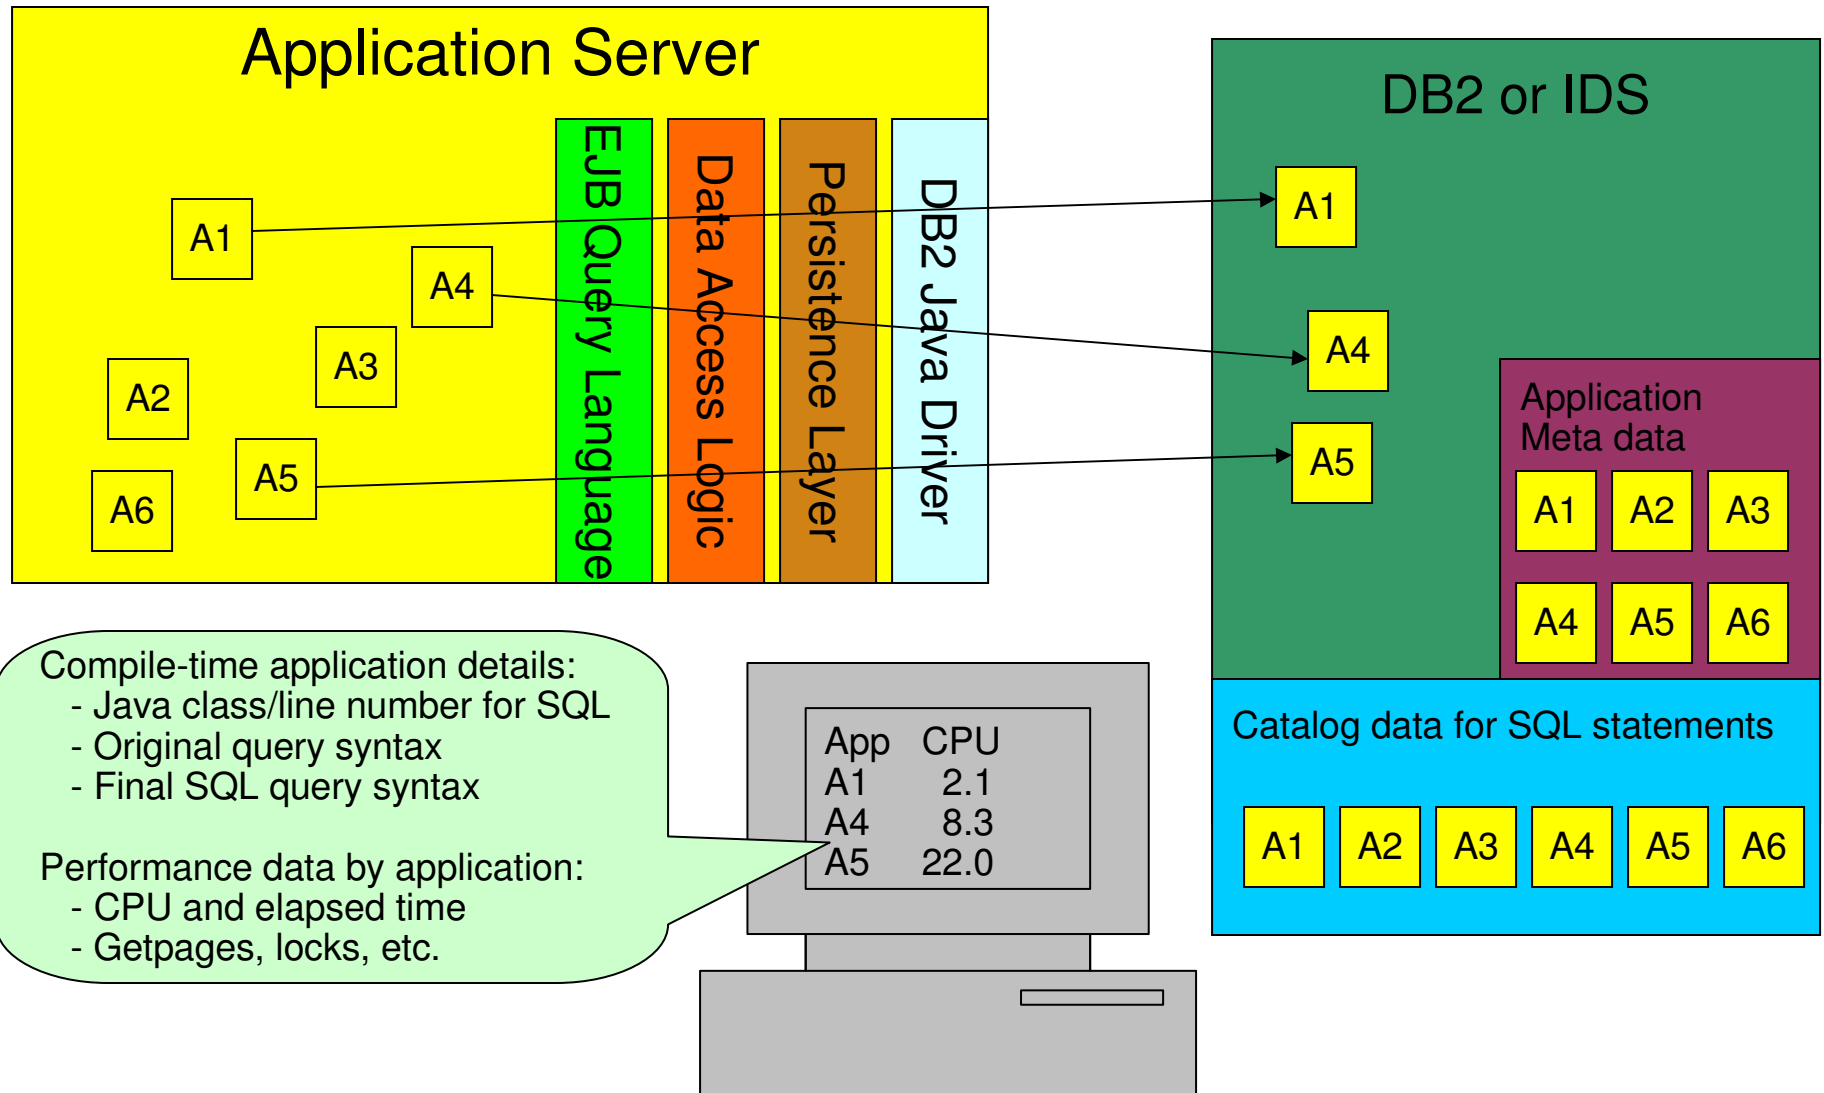 Application Server
EJB Query Language
Data Access Logic
Persistence Layer
DB2 Java Driver
A1
A4
A3
A2
A5
A6
DB2 or IDS
A1
A4
A5
Application
Meta data
A1 A2 A3
A4 A5 A6
Catalog data for SQL statements
A1 A2 A3 A4 A5 A6
Compile-time application details:
- Java class/line number for SQL
- Original query syntax
- Final SQL query syntax
Performance data by application:
- CPU and elapsed time
- Getpages, locks, etc.
App CPU
A1 2.1
A4 8.3
A5 22.0